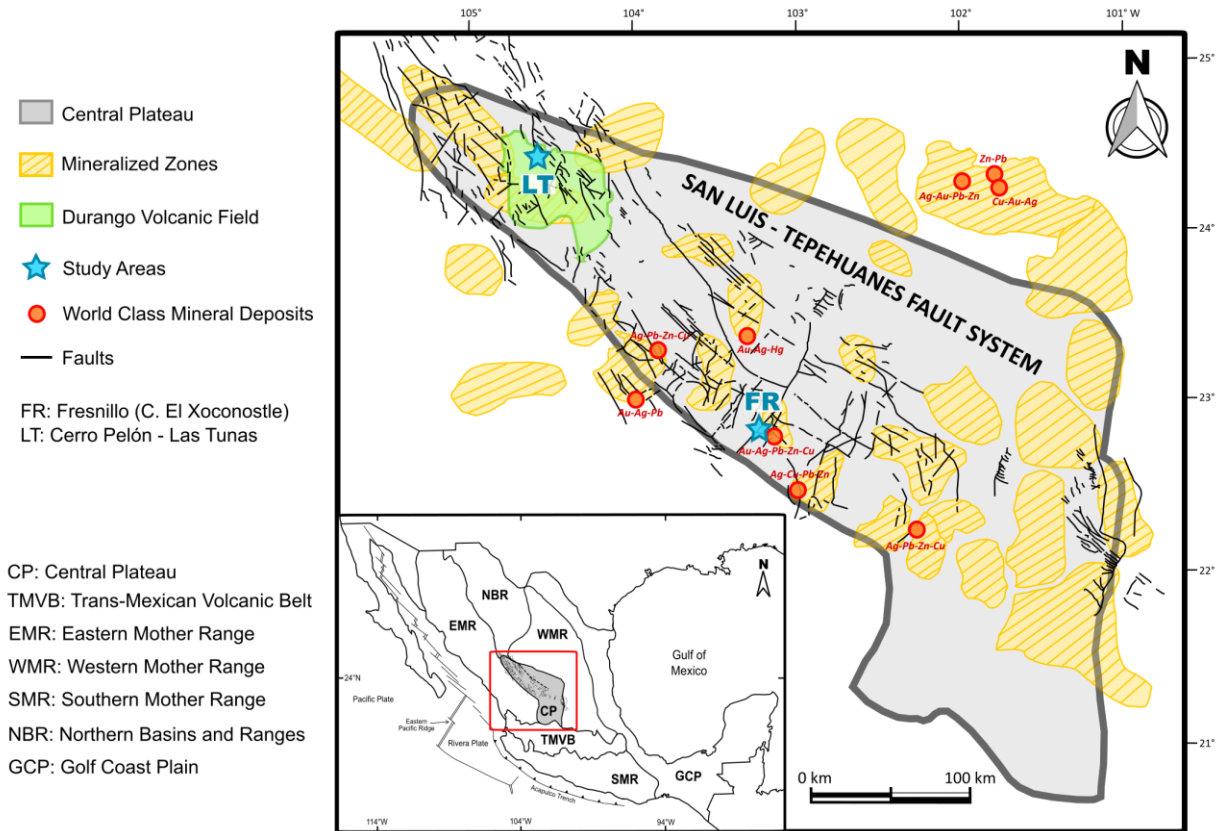 105°
104°
103°
102°
101° W
25°
24°
23°
22°
21°
N
Central Plateau
Mineralized Zones
Durango Volcanic Field
Study Areas
World Class Mineral Deposits
Faults
FR: Fresnillo (C. El Xoconostle)
LT: Cerro Pelón - Las Tunas
CP: Central Plateau
TMVB: Trans-Mexican Volcanic Belt
EMR: Eastern Mother Range
WMR: Western Mother Range
SMR: Southern Mother Range
NBR: Northern Basins and Ranges
GCP: Golf Coast Plain
LT
SAN LUIS - TEPEHUANES FAULT SYSTEM
Zn-Pb
Ag-Au-Pb-Zn
Cu-Au-Ag
Ag-Pb-Zn-Cu
Au-Ag-Hg
Au-Ag-Pb
FR
Au-Ag-Pb-Zn-Cu
Ag-Cu-Pb-Zn
Ag-Pb-Zn-Cu
0 km
100 km
N
NBR
EMR
WMR
Gulf of
Mexico
24°N
Pacific Plate
CP
Eastern
Pacific Ridge
Rivera Plate
TMVB
SMR
GCP
Acapulco Trench
114°W
104°W
94°W